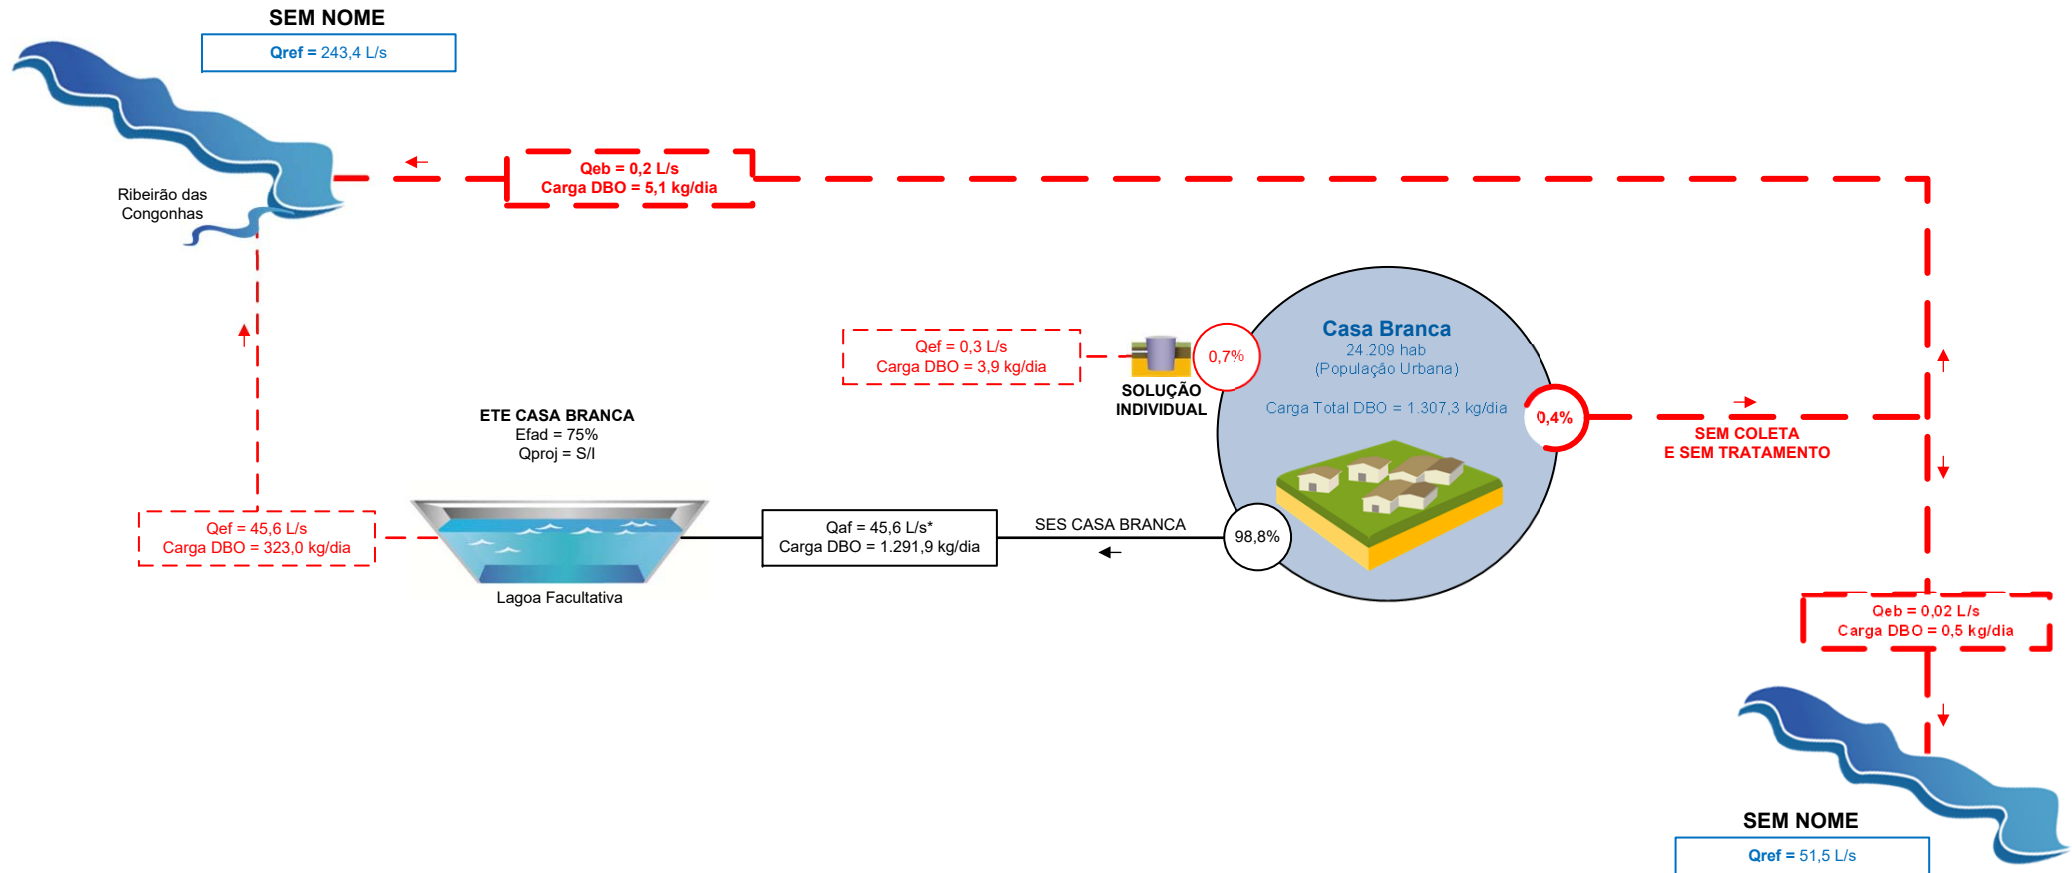 SEM NOME
Qref = 243,4 L/s
Ribeirão das
Congonhas
Qeb = 0,2 L/s
Carga DBO = 5,1 kg/dia
Qef = 0,3 L/s
Carga DBO = 3,9 kg/dia
SOLUÇÃO
INDIVIDUAL
0,7%
Casa Branca
24.209 hab
(População Urbana)
Carga Total DBO = 1.307,3 kg/dia
0,4%
SEM COLETA
E SEM TRATAMENTO
ETE CASA BRANCA
Efad = 75%
Qproj = S/I
Qef = 45,6 L/s
Carga DBO = 323,0 kg/dia
Lagoa Facultativa
Qaf = 45,6 L/s*
Carga DBO = 1.291,9 kg/dia
SES CASA BRANCA
98,8%
Qeb = 0,02 L/s
Carga DBO = 0,5 kg/dia
SEM NOME
Qref = 51,5 L/s